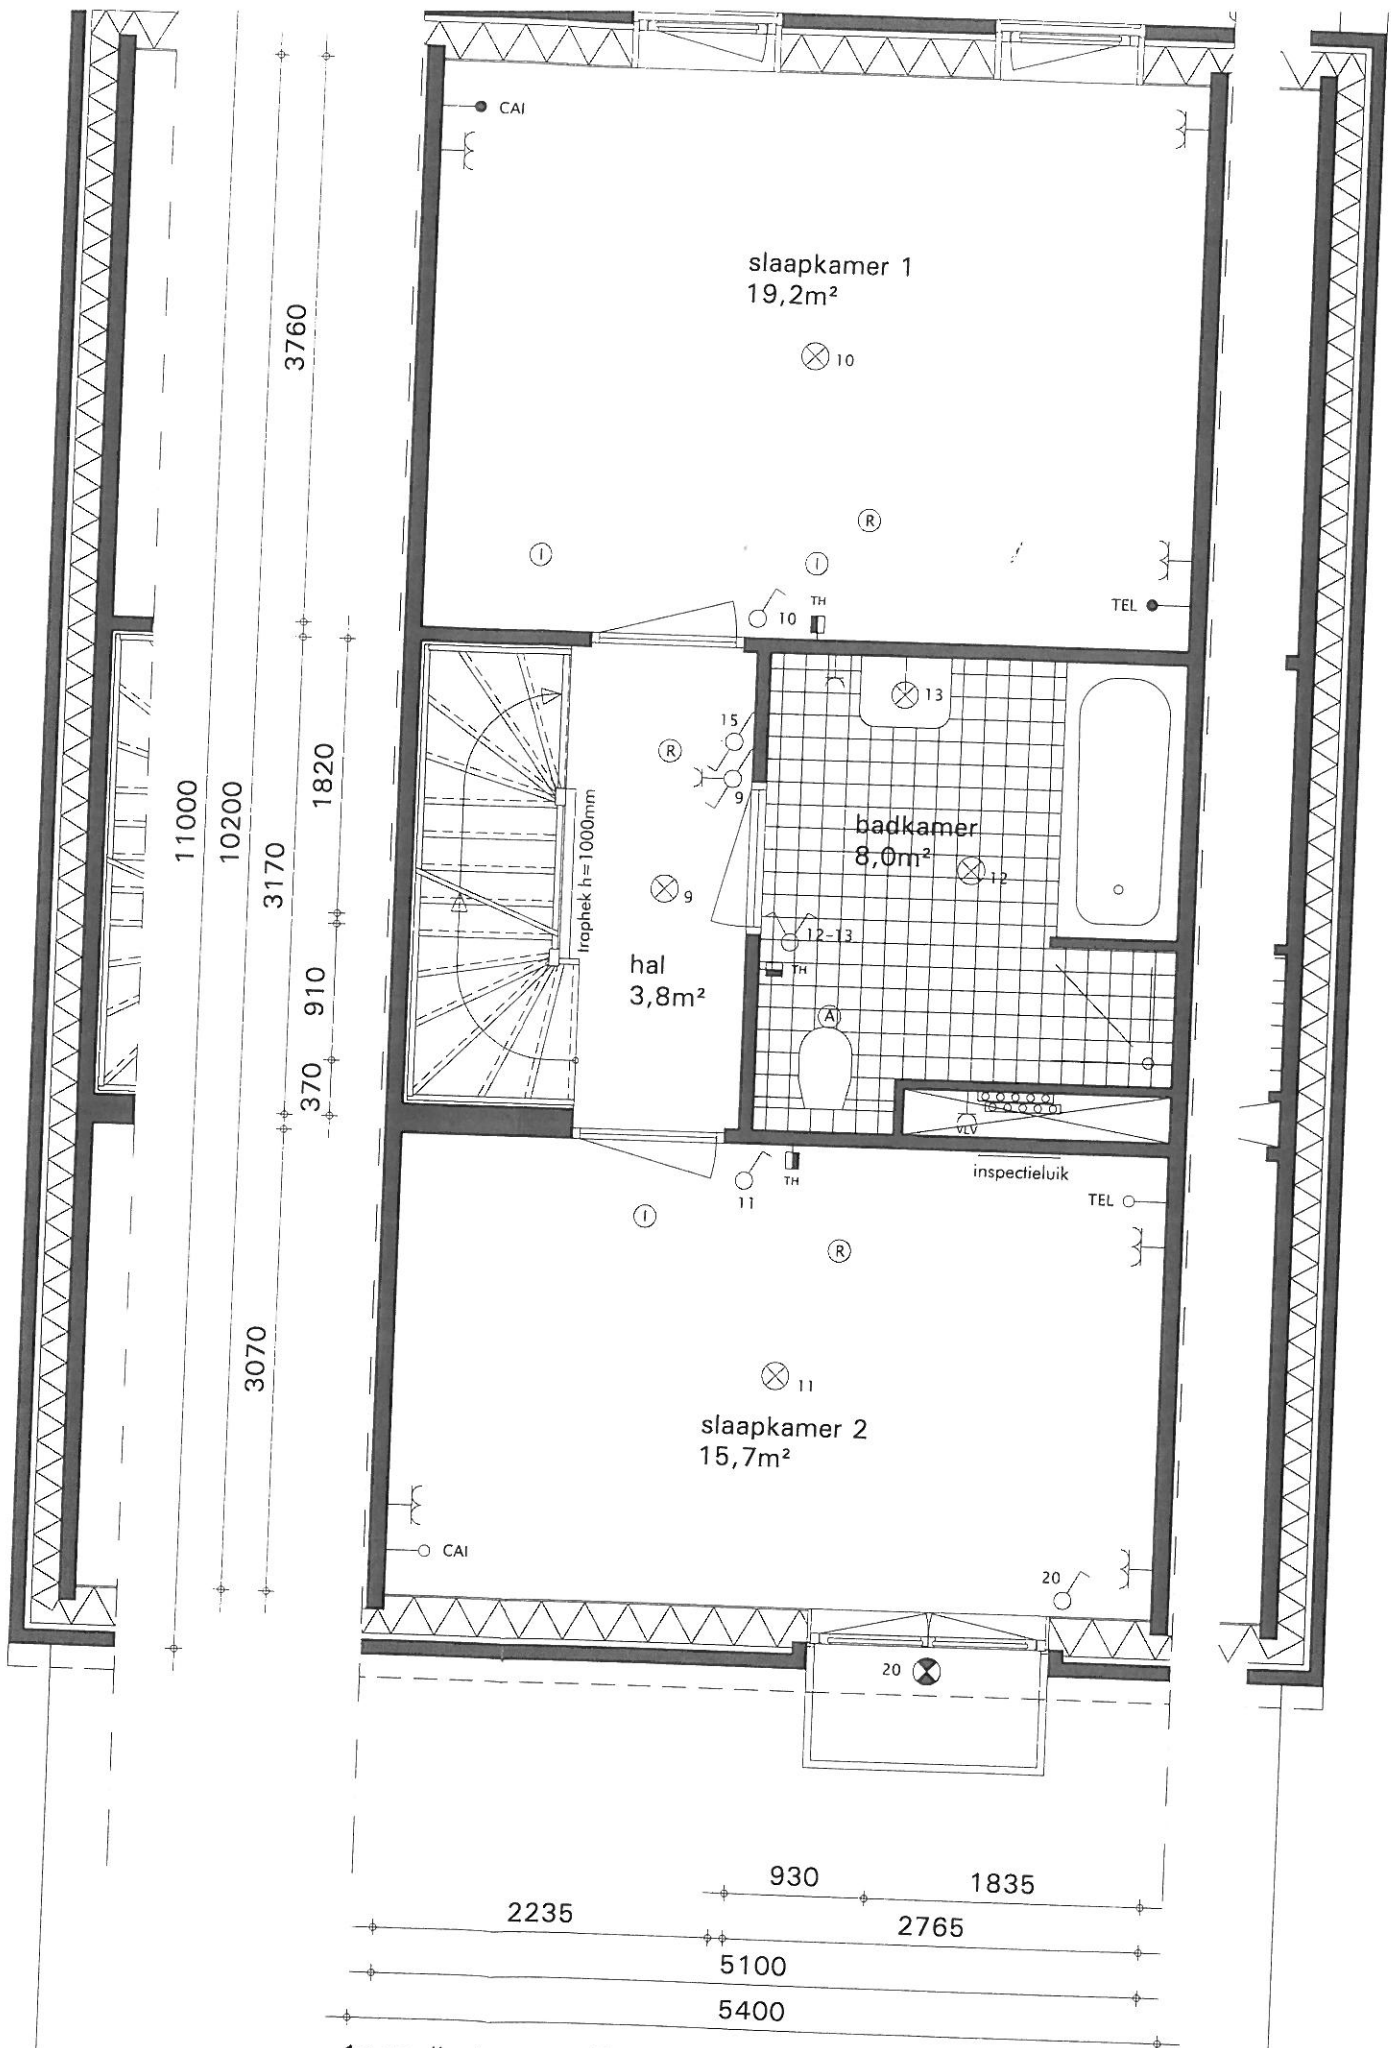 CAI
slaapkamer 1
19,2m²
3760
10
R
I
I
TH
10
TEL
13
15
R
9
1820
11000
10200
3170
traphek h=1000mm
badkamer
8,0m²
12
9
12-13
TH
hal
3,8m²
910
A
370
VLV
inspectieluik
11
TH
TEL
I
R
3070
11
slaapkamer 2
15,7m²
CAI
20
20
930
1835
2235
2765
5100
5400